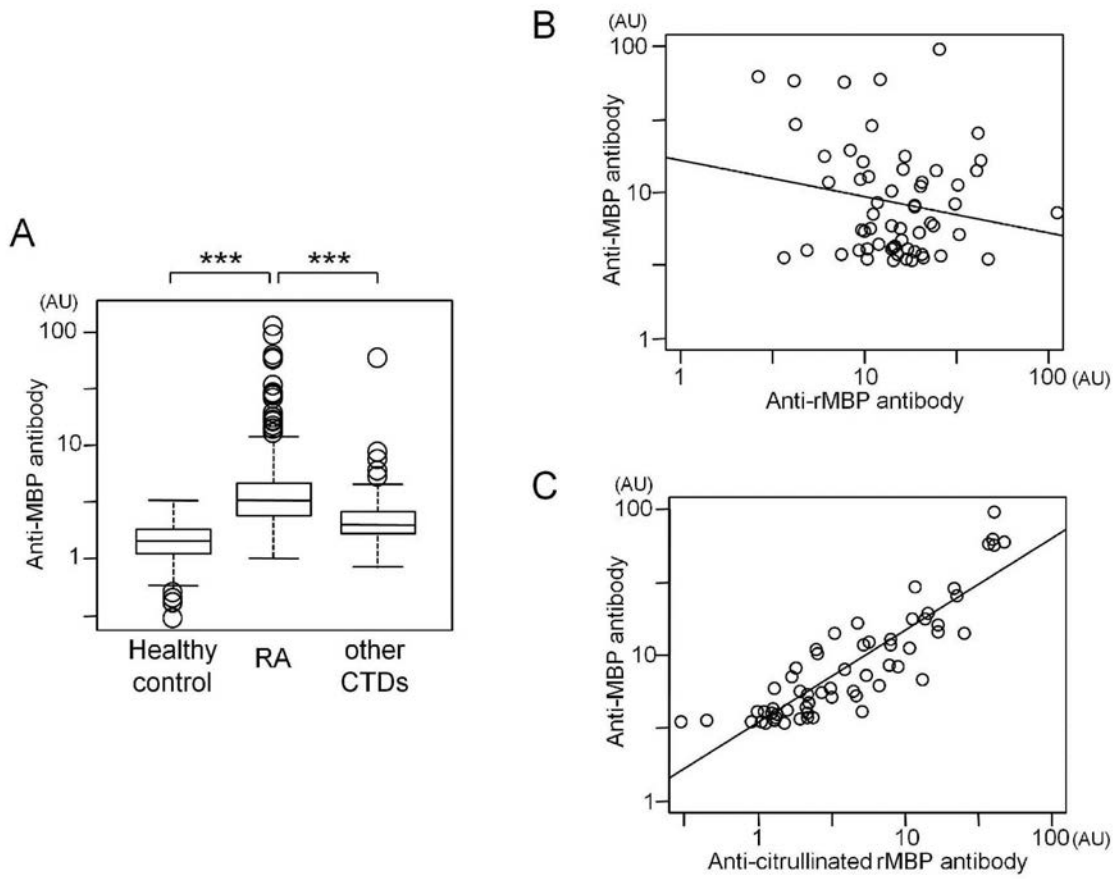 A
*** ***
(AU)
100
10
1
Anti-MBP antibody
Healthy
control
RA
other
CTDs
B
(AU)
100
10
1
Anti-MBP antibody
1 10 100 (AU)
Anti-rMBP antibody
C
(AU)
100
10
1
Anti-MBP antibody
1 10 100
(AU)
Anti-citrullinated rMBP antibody